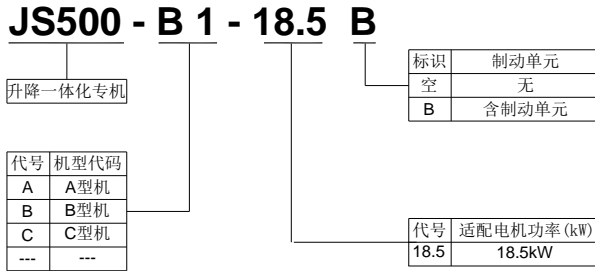 JS500 - B 1 - 18.5 B
升降一体化专机
标识 制动单元
空 无
B 含制动单元
代号 机型代码
A A型机
B B型机
C C型机
--- ---
代号 适配电机功率(kW)
18.5 18.5kW